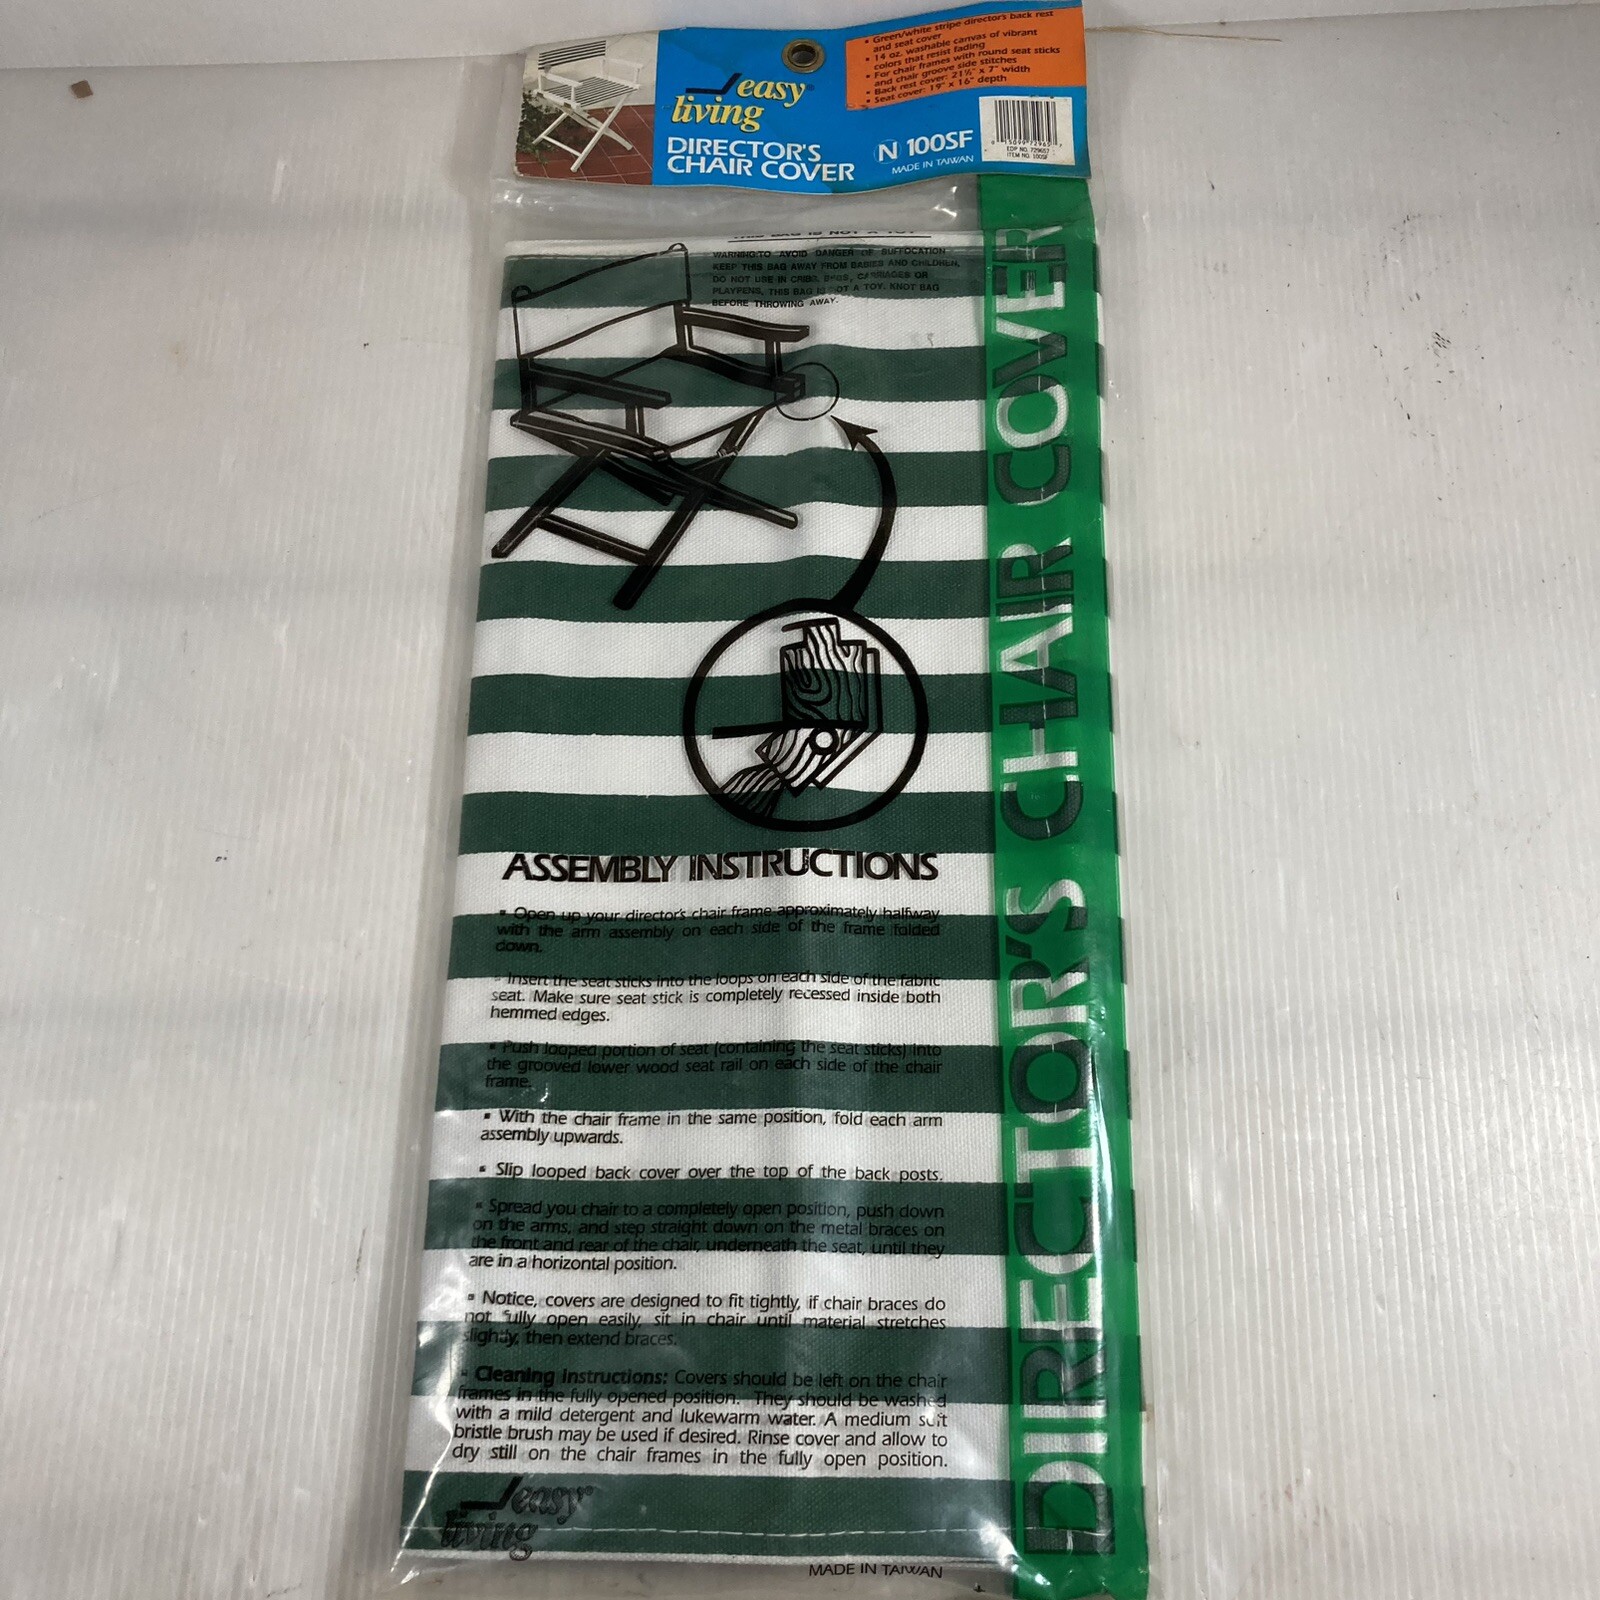 easy
living
DIRECTOR'S
CHAIR COVER
N 100SF
MADE IN TAIWAN
• Green/white stripe director's back rest
and seat cover
• 14 oz. washable canvas of vibrant
colors that resist fading
• For chair frames with round seat sticks
and chair groove side stitches
• Back rest cover: 21½" x 7" width
• Seat cover: 19" x 16" depth
EDP NO. 729657
ITEM NO. 100SF
THIS BAG IS NOT A TOY
WARNING:TO AVOID DANGER OF SUFFOCATION
KEEP THIS BAG AWAY FROM BABIES AND CHILDREN,
DO NOT USE IN CRIBS, BEDS, CARRIAGES OR
PLAYPENS, THIS BAG IS NOT A TOY. KNOT BAG
BEFORE THROWING AWAY.
DIRECTOR'S CHAIR COVER
ASSEMBLY INSTRUCTIONS
▪ Open up your director's chair frame approximately halfway
with the arm assembly on each side of the frame folded
down.
▪ Insert the seat sticks into the loops on each side of the fabric
seat. Make sure seat stick is completely recessed inside both
hemmed edges.
▪ Push looped portion of seat (containing the seat sticks) into
the grooved lower wood seat rail on each side of the chair
frame.
▪ With the chair frame in the same position, fold each arm
assembly upwards.
▪ Slip looped back cover over the top of the back posts.
▪ Spread you chair to a completely open position, push down
on the arms, and step straight down on the metal braces on
the front and rear of the chair, underneath the seat, until they
are in a horizontal position.
▪ Notice, covers are designed to fit tightly, if chair braces do
not fully open easily, sit in chair until material stretches
slightly, then extend braces.
▪ Cleaning Instructions: Covers should be left on the chair
frames in the fully opened position. They should be washed
with a mild detergent and lukewarm water. A medium soft
bristle brush may be used if desired. Rinse cover and allow to
dry still on the chair frames in the fully open position.
easy
living
MADE IN TAIWAN